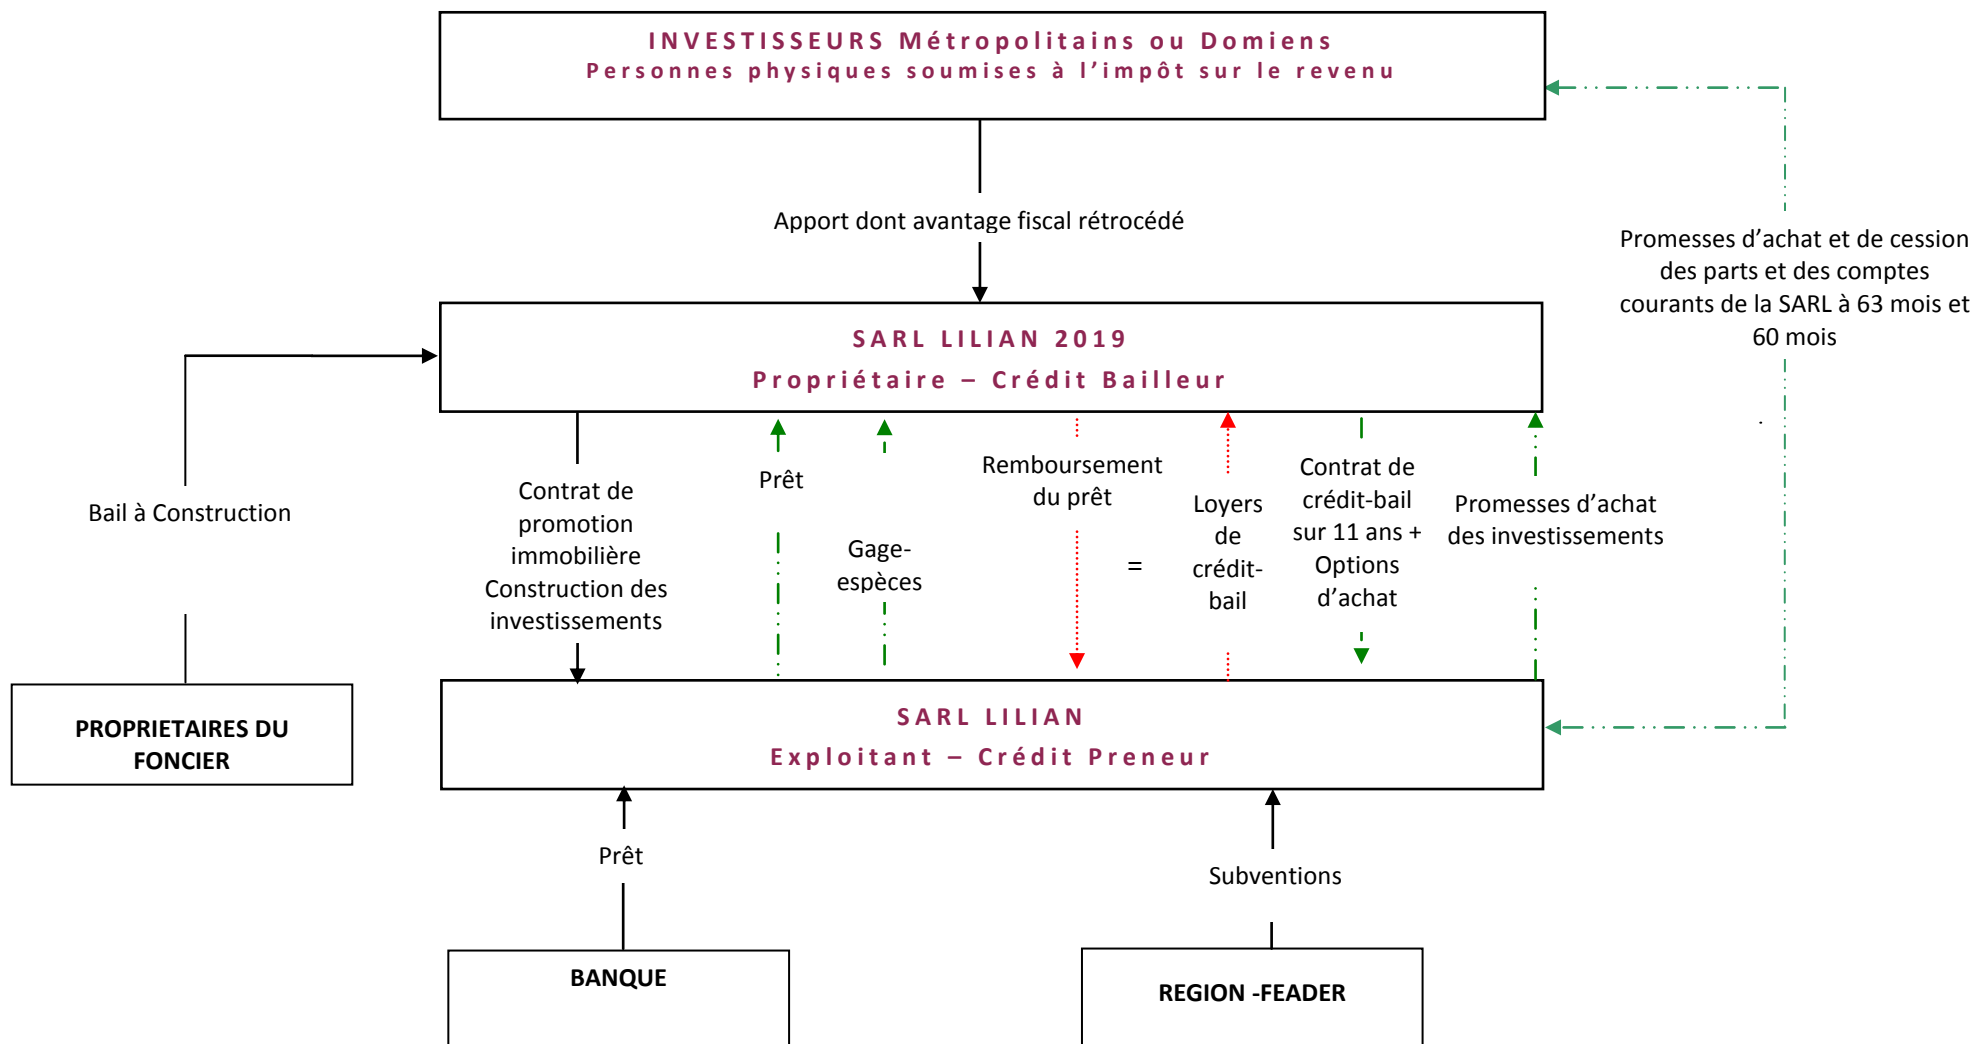 INVESTISSEURS Métropolitains ou Domiens
Personnes physiques soumises à l’impôt sur le revenu
Apport dont avantage fiscal rétrocédé
Promesses d’achat et de cession
des parts et des comptes
courants de la SARL à 63 mois et
60 mois
SARL LILIAN 2019
Propriétaire – Crédit Bailleur
Bail à Construction
Contrat de
promotion
immobilière
Construction des
investissements
Prêt
Gage-
espèces
Remboursement
du prêt
=
Loyers
de
crédit-
bail
Contrat de
crédit-bail
sur 11 ans +
Options
d’achat
Promesses d’achat
des investissements
.
PROPRIETAIRES DU
FONCIER
SARL LILIAN
Exploitant – Crédit Preneur
Prêt
Subventions
BANQUE
REGION -FEADER